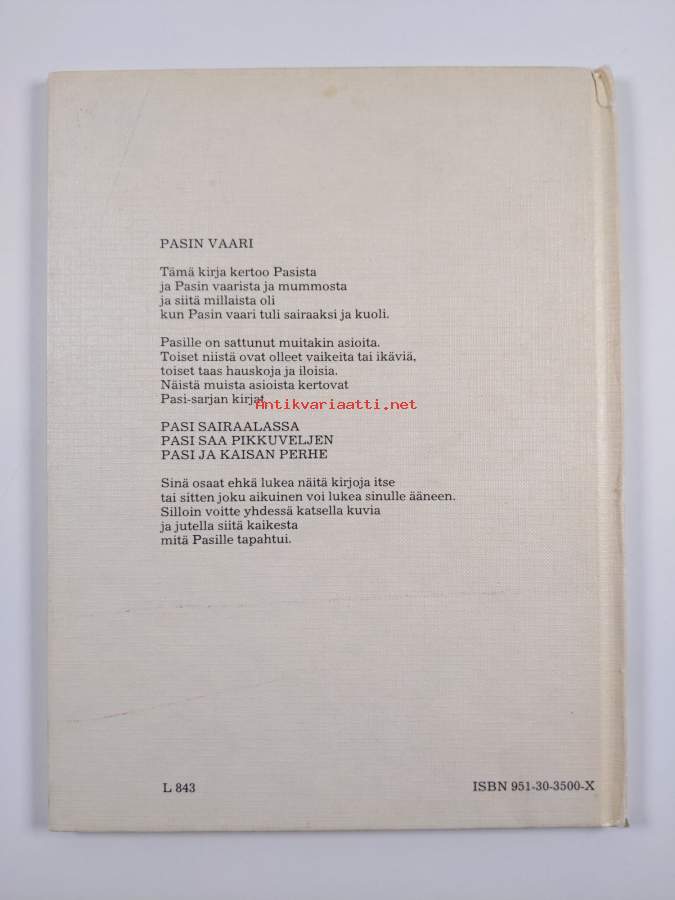 PASIN VAARI
Tämä kirja kertoo Pasista
ja Pasin vaarista ja mummosta
ja siitä millaista oli
kun Pasin vaari tuli sairaaksi ja kuoli.
Pasille on sattunut muitakin asioita.
Toiset niistä ovat olleet vaikeita tai ikäviä,
toiset taas hauskoja ja iloisia.
Näistä muista asioista kertovat
Pasi-sarjan kirjat
Antikvariaatti.net
PASI SAIRAALASSA
PASI SAA PIKKUVELJEN
PASI JA KAISAN PERHE
Sinä osaat ehkä lukea näitä kirjoja itse
tai sitten joku aikuinen voi lukea sinulle ääneen.
Silloin voitte yhdessä katsella kuvia
ja jutella siitä kaikesta
mitä Pasille tapahtui.
L 843
ISBN 951-30-3500-X